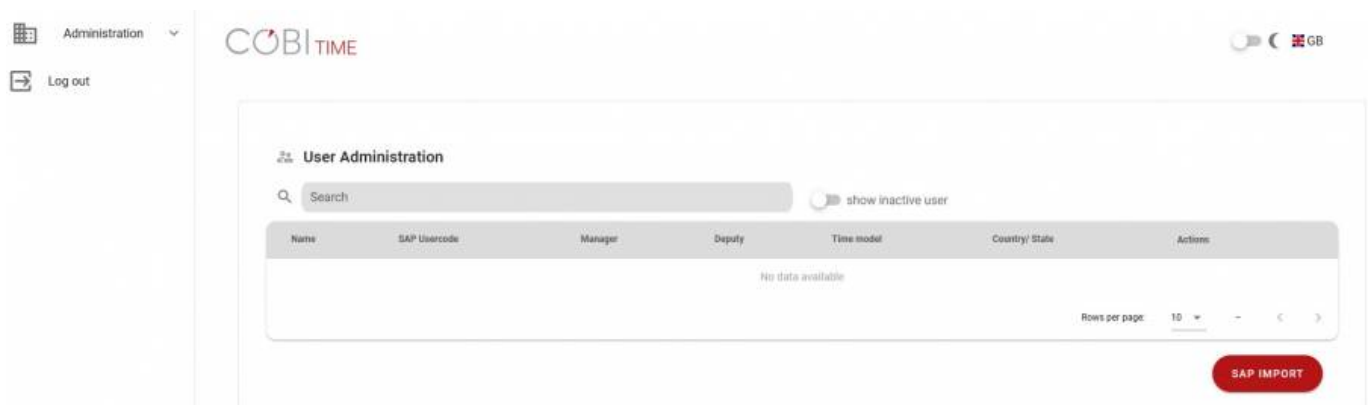 Administration
Log out
COBI TIME
GB
User Administration
Search
show inactive user
Name SAP Usercode Manager Deputy Time model Country/ State Actions
No data available
Rows per page: 10 –
SAP IMPORT